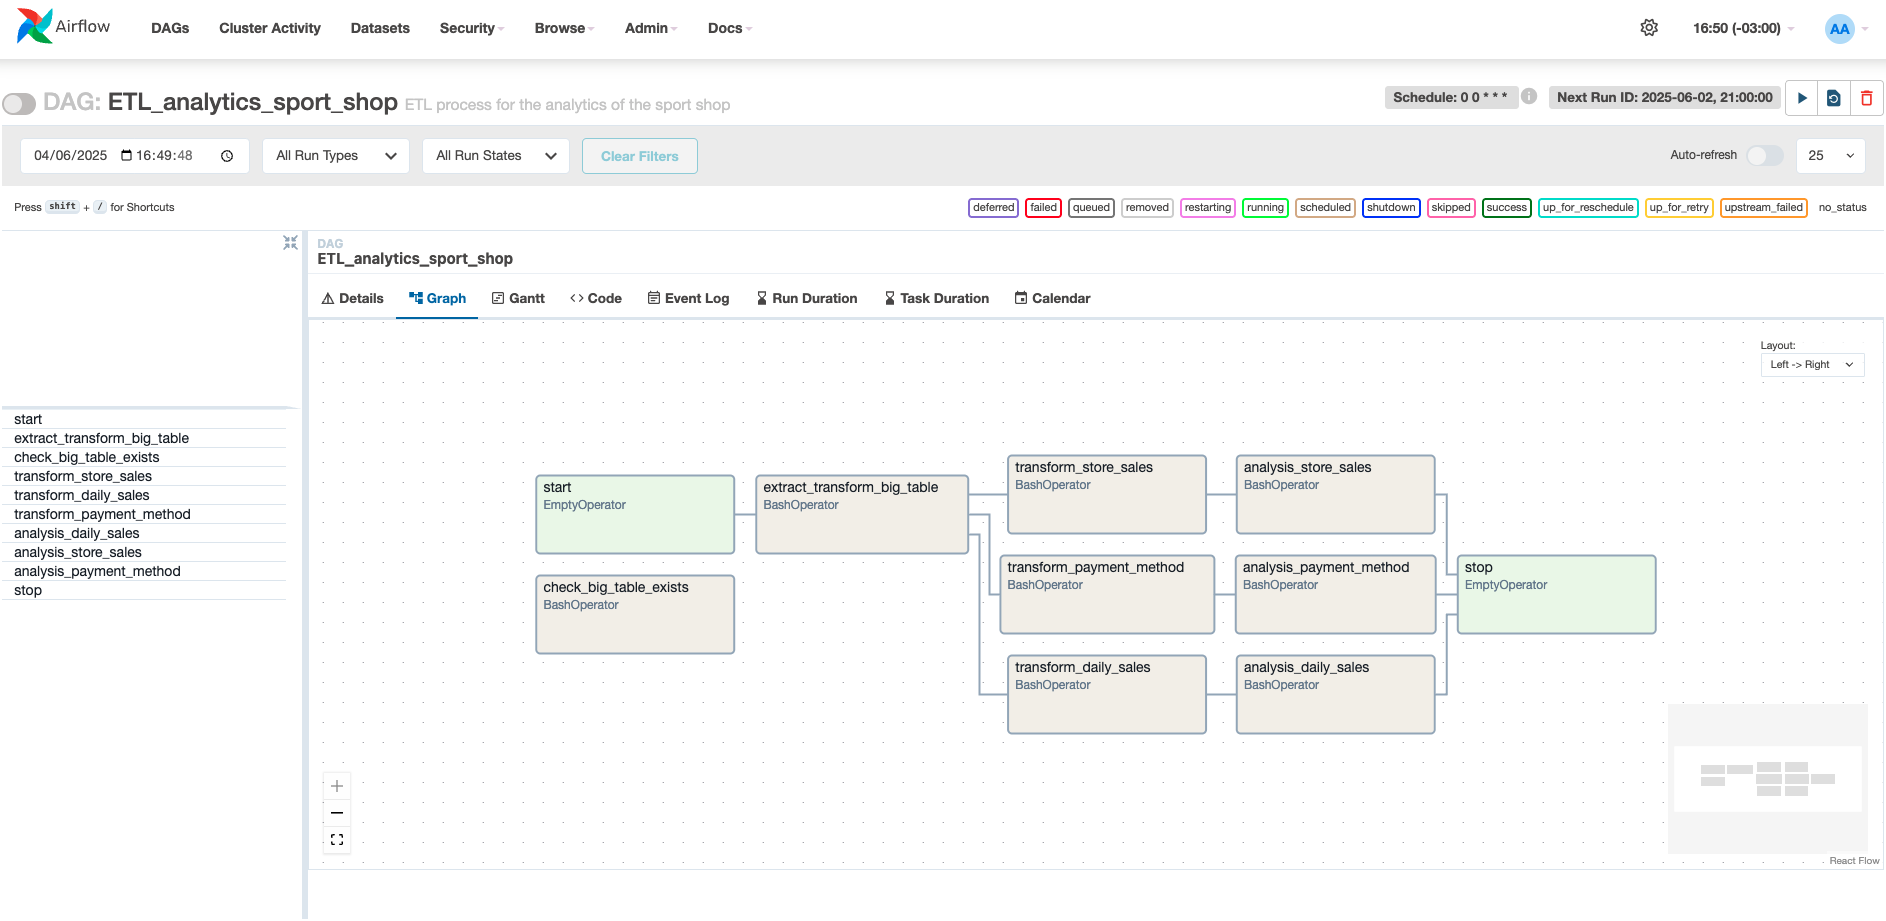 Airflow
DAGs Cluster Activity Datasets Security Browse Admin Docs
16:50 (-03:00)
AA
DAG: ETL_analytics_sport_shop ETL process for the analytics of the sport shop
Schedule: 0 0 * * *
Next Run ID: 2025-06-02, 21:00:00
04/06/2025 16:49:48
All Run Types
All Run States
Clear Filters
Auto-refresh
25
Press shift + / for Shortcuts
deferred failed queued removed restarting running scheduled shutdown skipped success up_for_reschedule up_for_retry upstream_failed no_status
DAG
ETL_analytics_sport_shop
Details Graph Gantt Code Event Log Run Duration Task Duration Calendar
Layout:
Left -> Right
start
extract_transform_big_table
check_big_table_exists
transform_store_sales
transform_daily_sales
transform_payment_method
analysis_daily_sales
analysis_store_sales
analysis_payment_method
stop
start
EmptyOperator
extract_transform_big_table
BashOperator
check_big_table_exists
BashOperator
transform_store_sales
BashOperator
analysis_store_sales
BashOperator
transform_payment_method
BashOperator
analysis_payment_method
BashOperator
stop
EmptyOperator
transform_daily_sales
BashOperator
analysis_daily_sales
BashOperator
React Flow